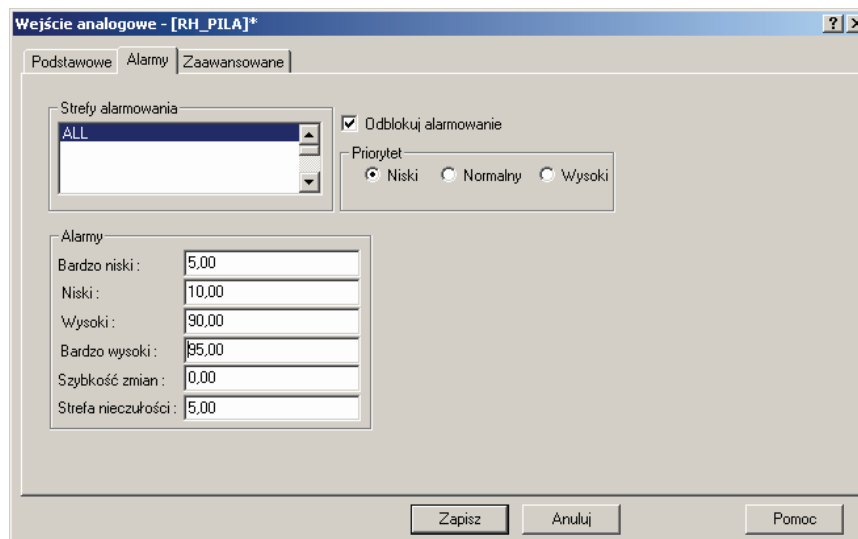 Wejście analogowe - [RH_PILA]*
Podstawowe Alarmy Zaawansowane
Strefy alarmowania
ALL
Odblokuj alarmowanie
Priorytet
Niski Normalny Wysoki
Alarmy
Bardzo niski : 5,00
Niski : 10,00
Wysoki : 90,00
Bardzo wysoki : 95,00
Szybkość zmian : 0,00
Strefa nieczułości : 5,00
Zapisz Anuluj Pomoc